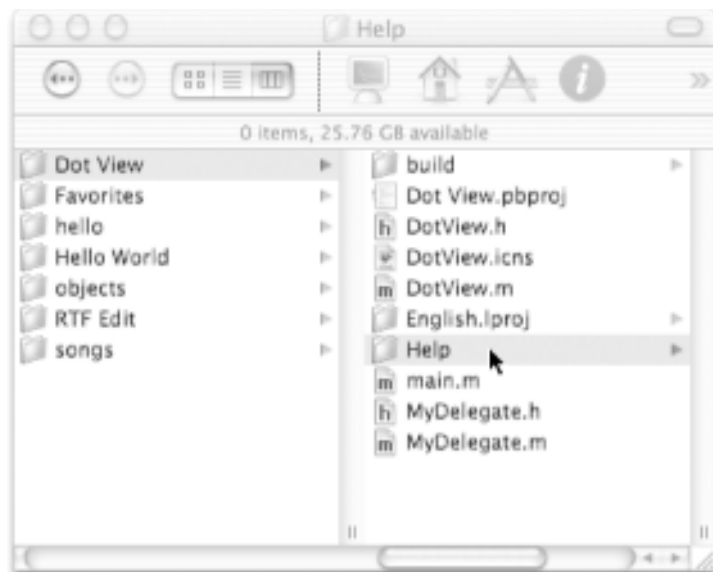 Help
0 items, 25.76 GB available
Dot View
Favorites
hello
Hello World
objects
RTF Edit
songs
build
Dot View.pbproj
h DotView.h
DotView.icns
m DotView.m
English.lproj
Help
m main.m
h MyDelegate.h
m MyDelegate.m